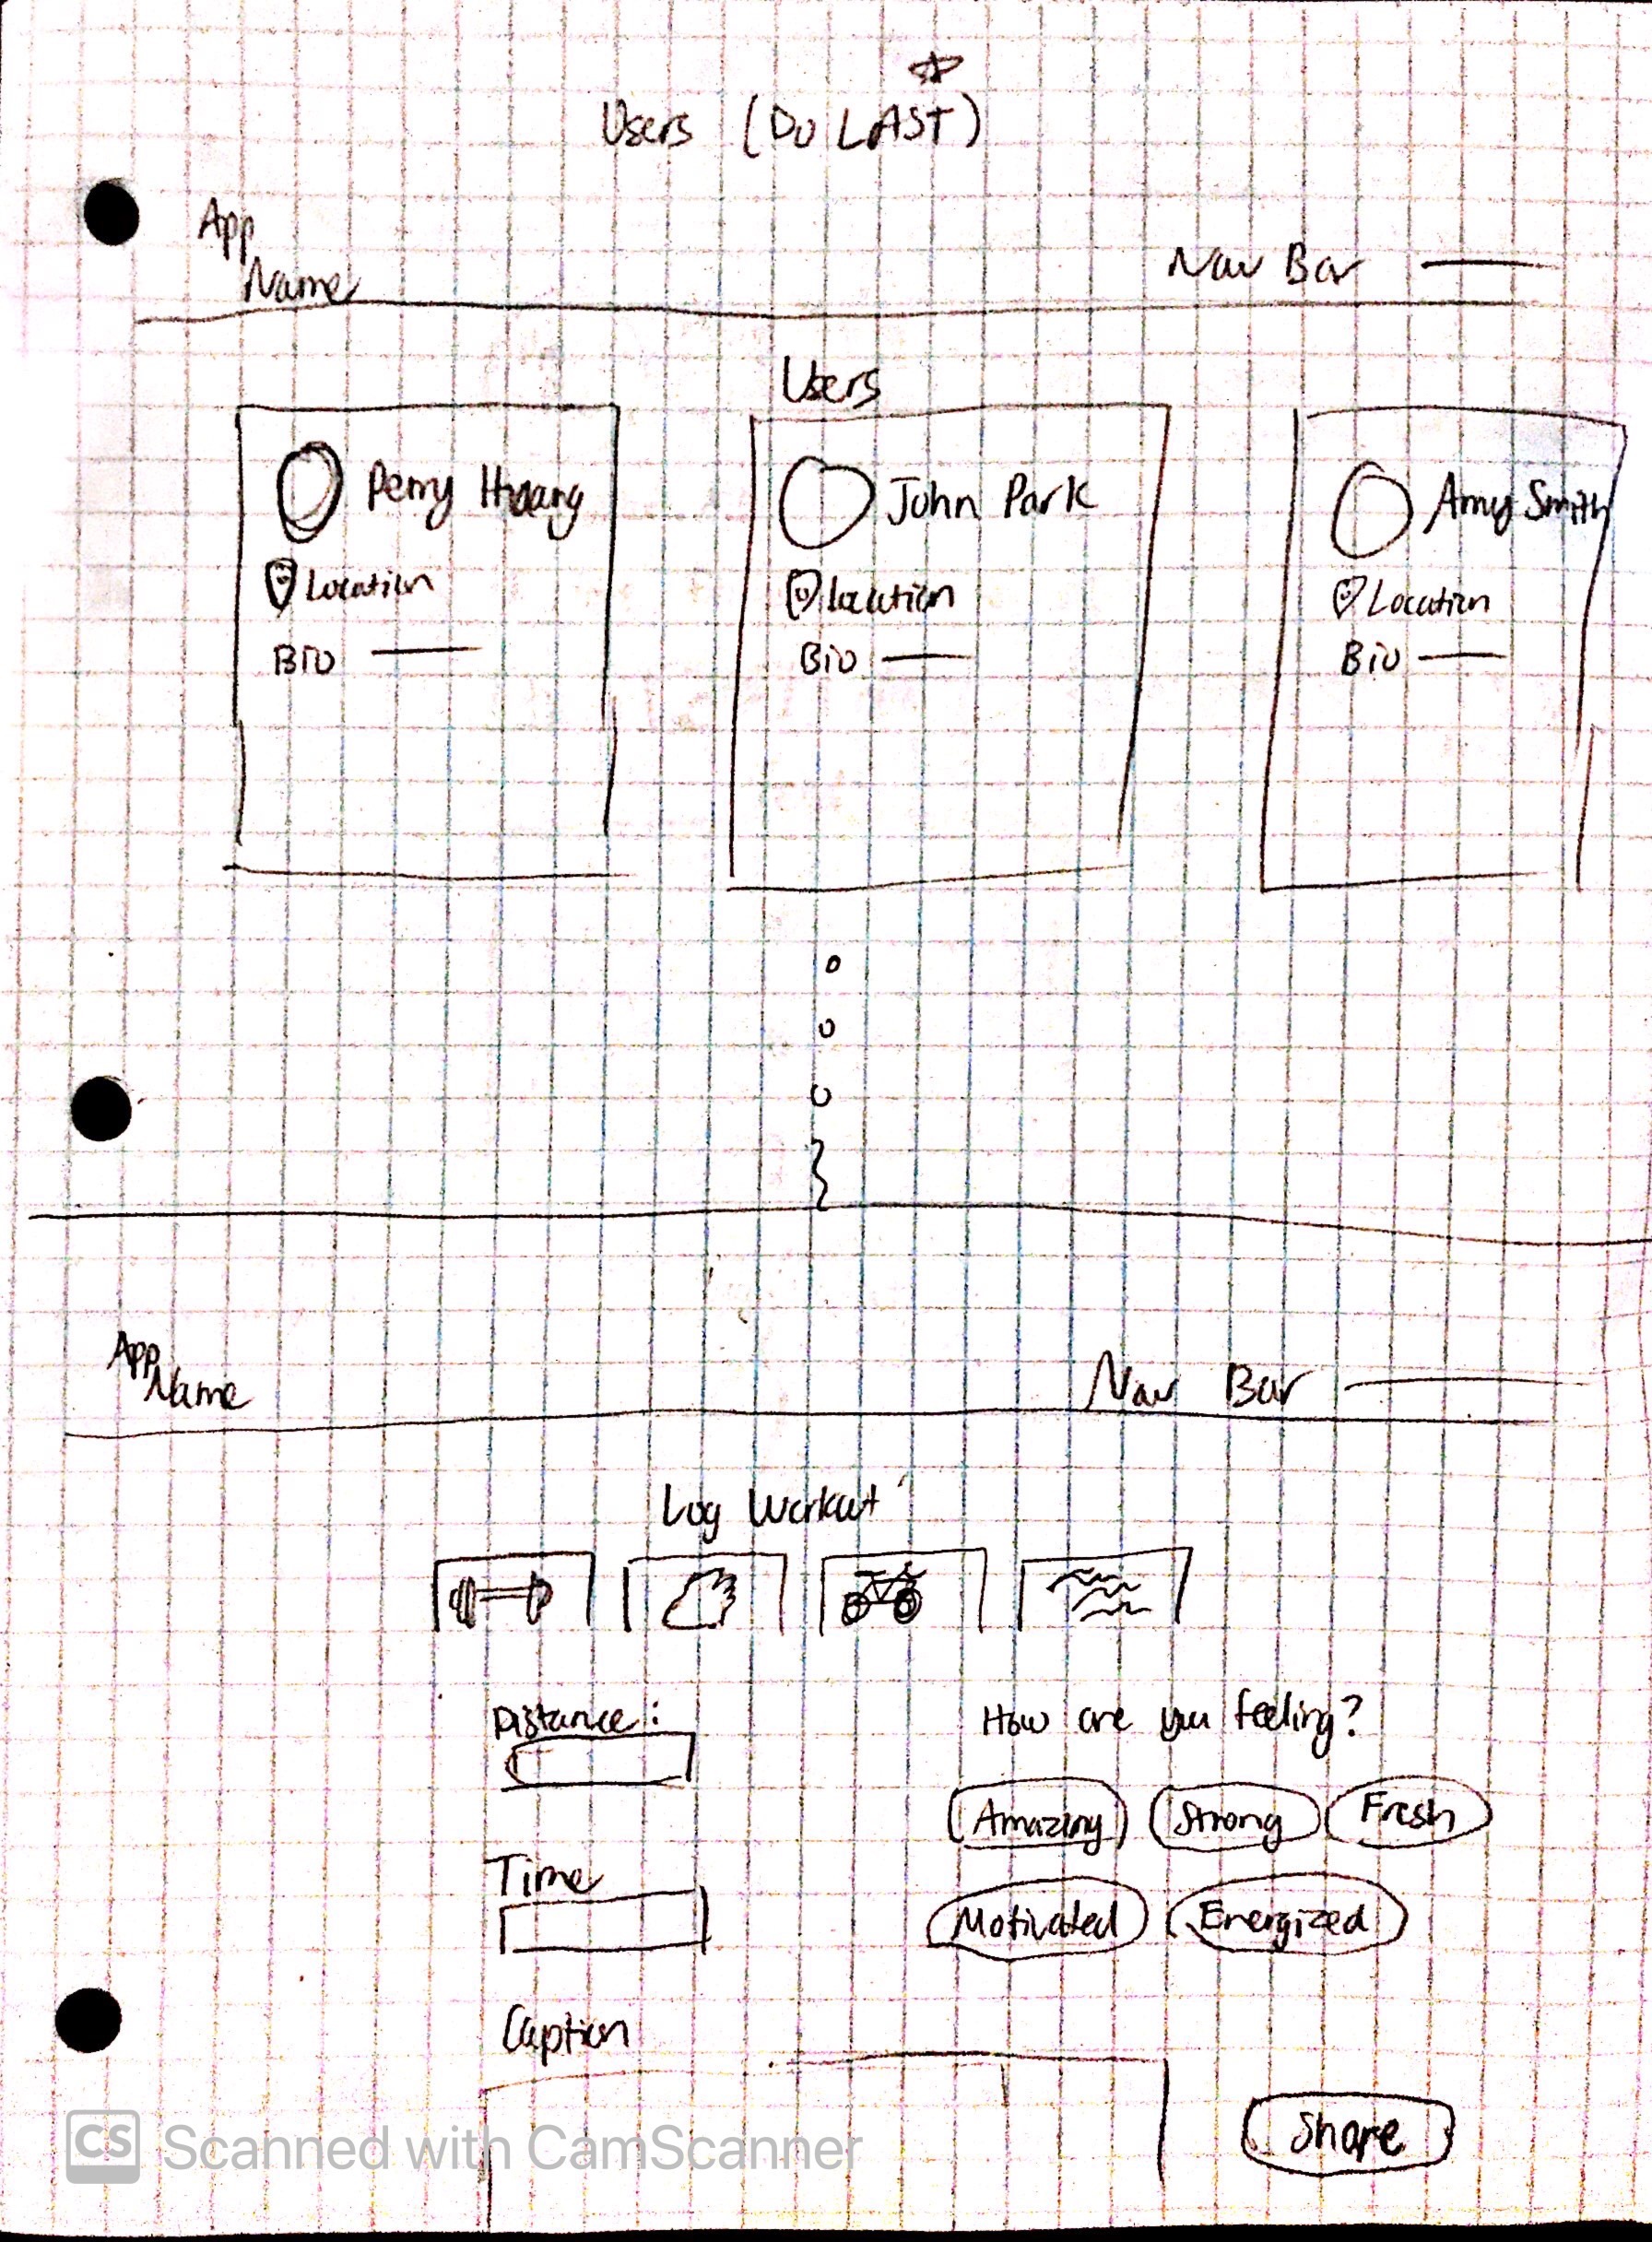 Users (Do LAST)
App
Name
Nav Bar
Users
Perry Huang
John Park
Amy Smith
Location
Location
Location
Bio
Bio
Bio
App
Name
Nav Bar
Log Workout
Distance:
How are you feeling?
Amazing
Strong
Fresh
Time
Motivated
Energized
Caption
Share
CS Scanned with CamScanner